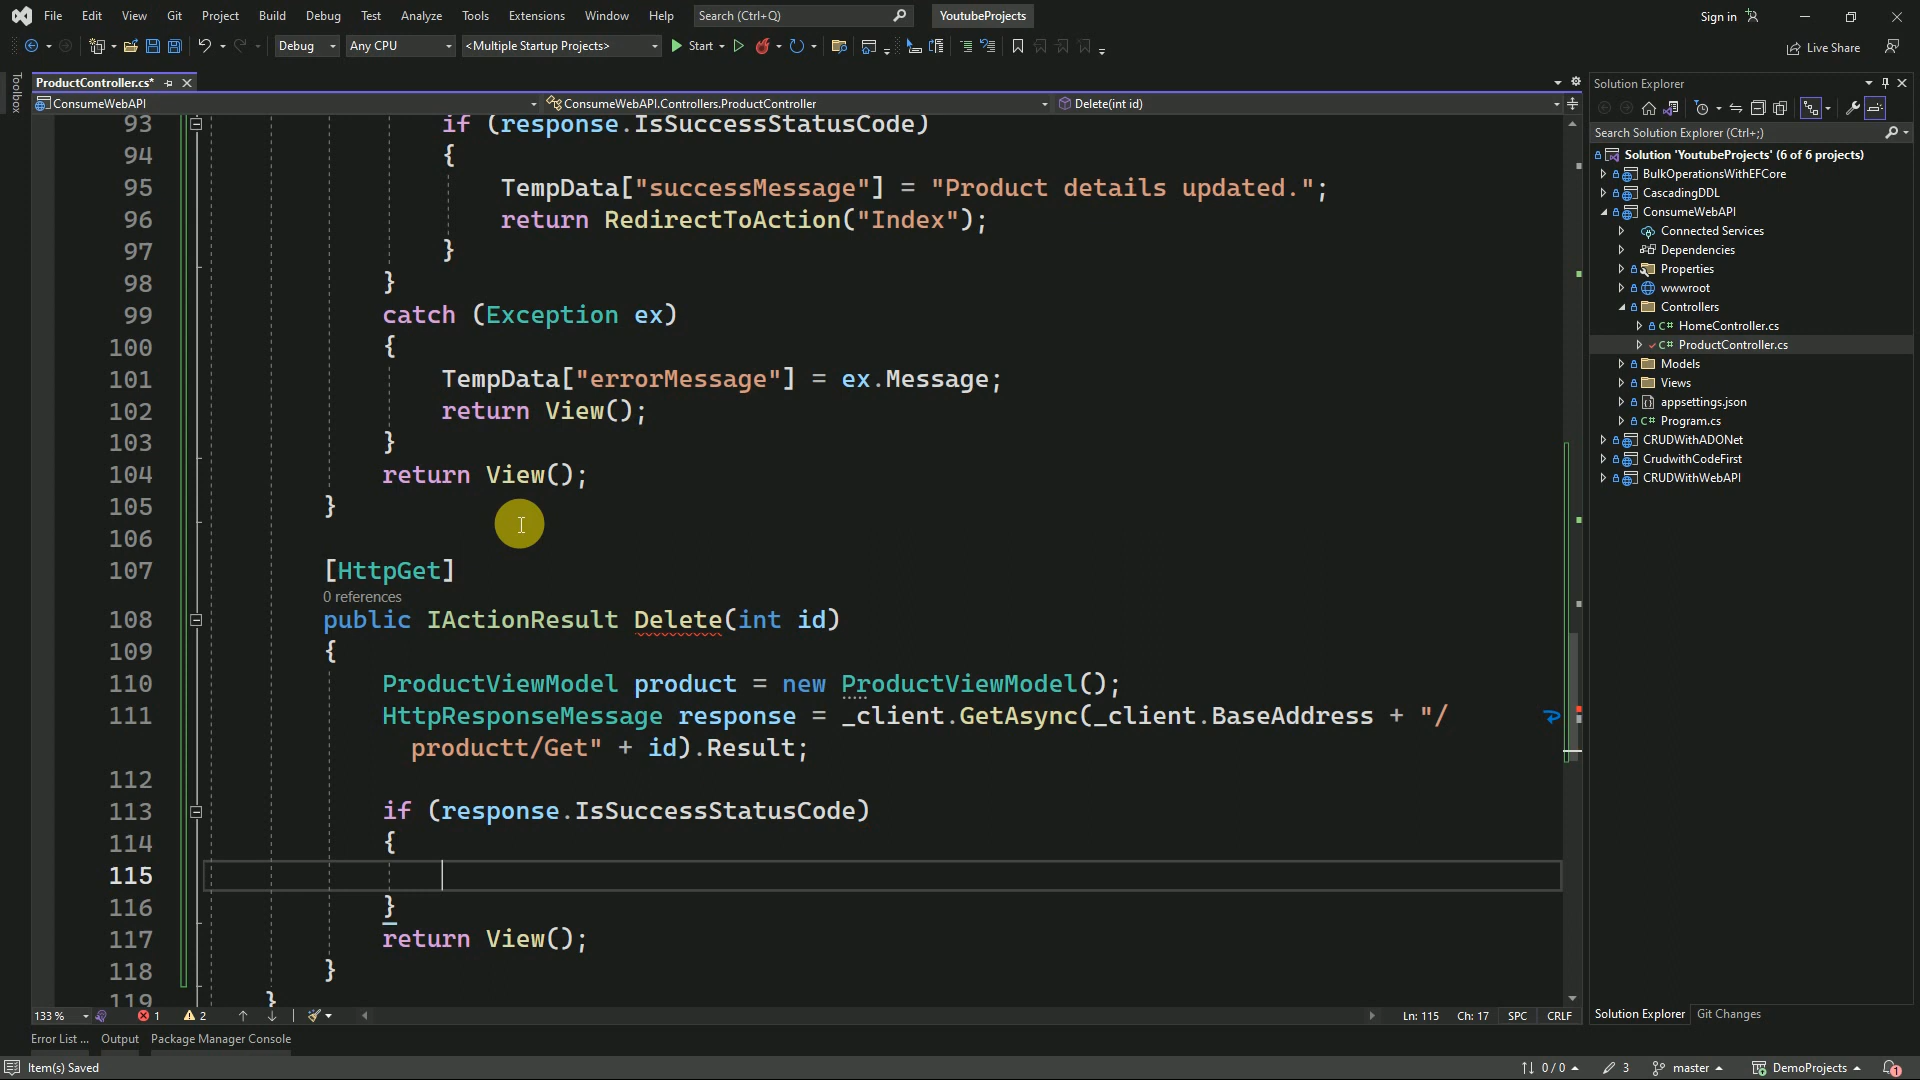 File Edit View Git Project Build Debug Test Analyze Tools Extensions Window Help Search (Ctrl+Q) YoutubeProjects Sign in
Debug Any CPU <Multiple Startup Projects> Start Live Share
Toolbox
ProductController.cs*
ConsumeWebAPI ConsumeWebAPI.Controllers.ProductController Delete(int id)
93 if (response.IsSuccessStatusCode)
94 {
95 TempData["successMessage"] = "Product details updated.";
96 return RedirectToAction("Index");
97 }
98 }
99 catch (Exception ex)
100 {
101 TempData["errorMessage"] = ex.Message;
102 return View();
103 }
104 return View();
105 }
106
107 [HttpGet]
0 references
108 public IActionResult Delete(int id)
109 {
110 ProductViewModel product = new ProductViewModel();
111 HttpResponseMessage response = _client.GetAsync(_client.BaseAddress + "/
productt/Get" + id).Result;
112
113 if (response.IsSuccessStatusCode)
114 {
115
116 }
117 return View();
118 }
119 }
133 % 1 2 Ln: 115 Ch: 17 SPC CRLF
Error List ... Output Package Manager Console
Item(s) Saved 0 / 0 3 master DemoProjects 1
Solution Explorer
Search Solution Explorer (Ctrl+;)
Solution 'YoutubeProjects' (6 of 6 projects)
BulkOperationsWithEFCore
CascadingDDL
ConsumeWebAPI
Connected Services
Dependencies
Properties
wwwroot
Controllers
C# HomeController.cs
C# ProductController.cs
Models
Views
appsettings.json
C# Program.cs
CRUDWithADONet
CrudwithCodeFirst
CRUDWithWebAPI
Solution Explorer Git Changes